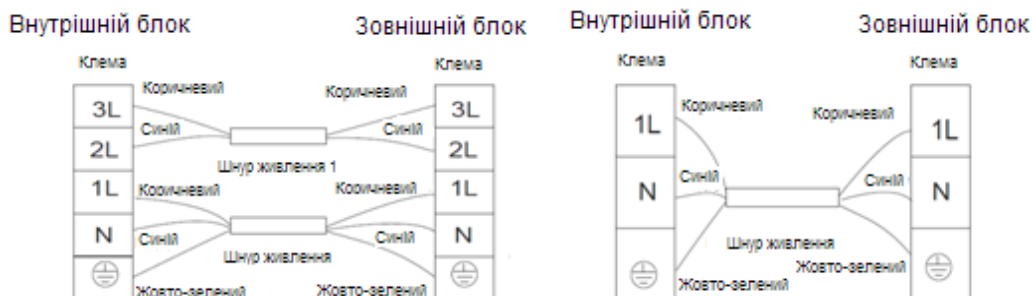 Внутрішній блок
Зовнішній блок
Клема
Клема
Коричневий
Коричневий
3L
3L
Синій
Синій
2L
2L
Шнур живлення 1
1L
Коричневий
Коричневий
1L
N
Синій
Синій
N
Шнур живлення
Жовто-зелений
Жовто-зелений
Внутрішній блок
Зовнішній блок
Клема
Клема
Коричневий
Коричневий
1L
1L
Синій
Синій
N
N
Шнур живлення
Жовто-зелений
Жовто-зелений